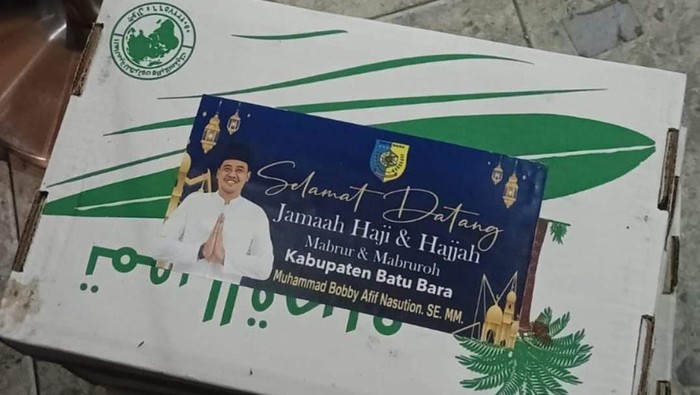 Selamat Datang
Jamaah Haji & Hajjah
Mabrur & Mabruroh
Kabupaten Batu Bara
Muhammad Bobby Afif Nasution. SE. MM.